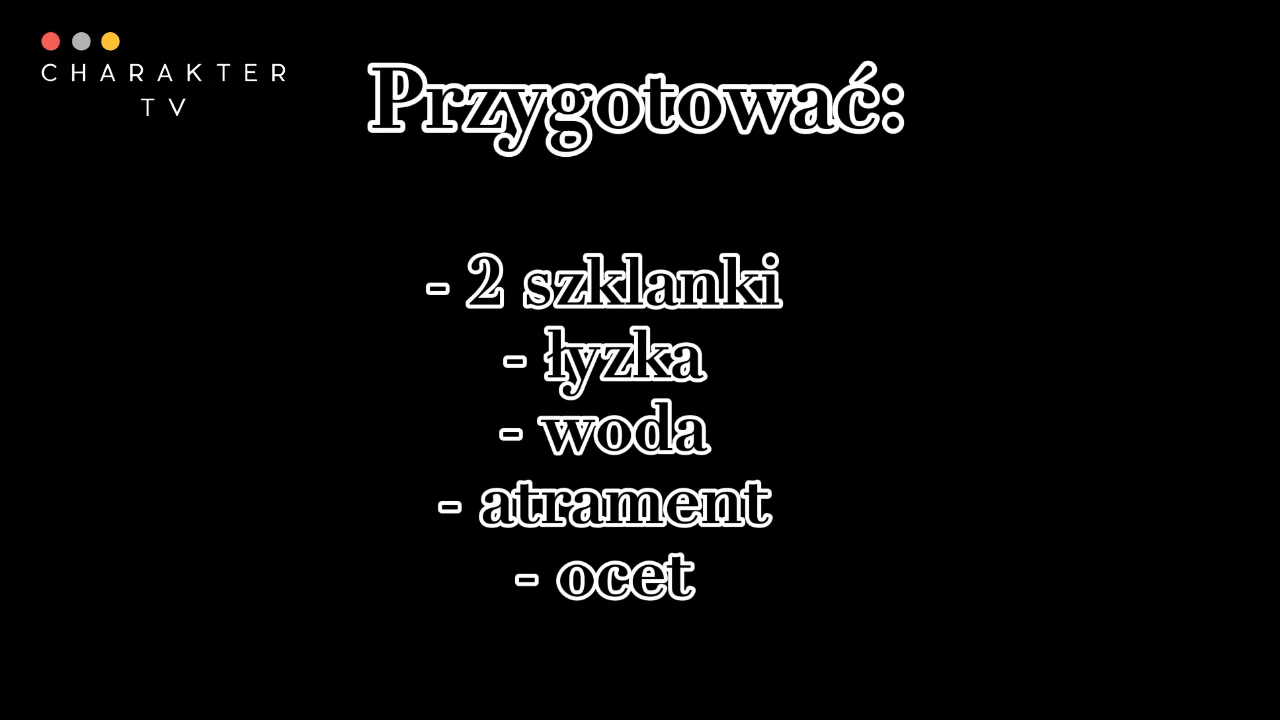 CHARAKTER
TV
Przygotować:
- 2 szklanki
- łyzka
- woda
- atrament
- ocet